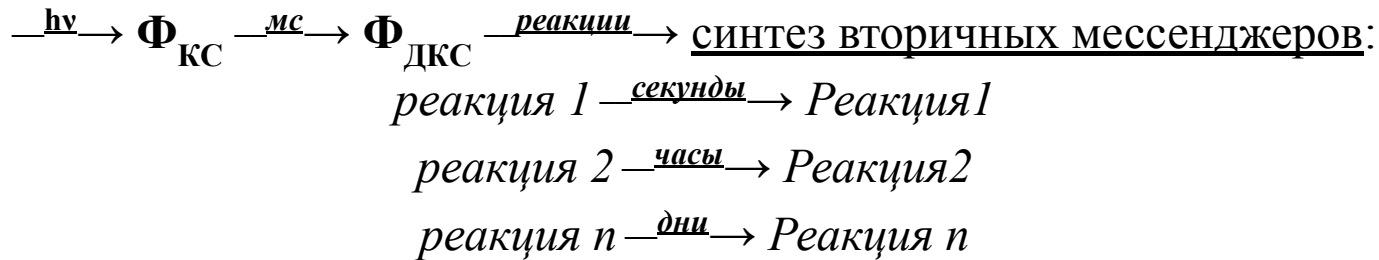 —hν→ Ф КС —мс→ Ф ДКС —реакции→ синтез вторичных мессенджеров:
реакция 1 —секунды→ Реакция1
реакция 2 —часы→ Реакция2
реакция n —дни→ Реакция n